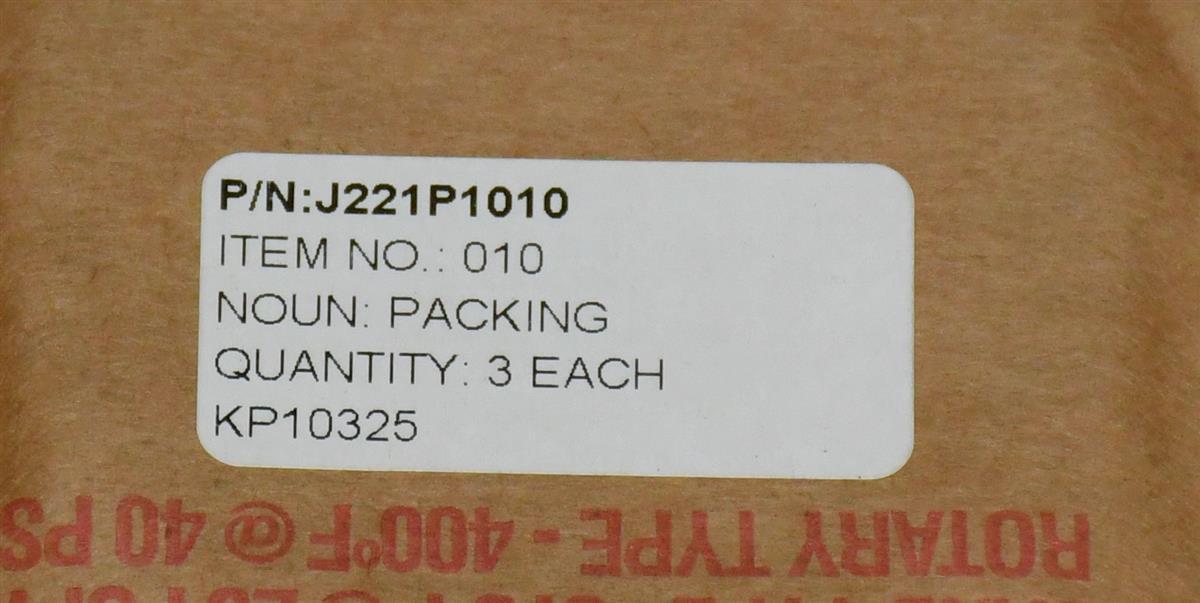 P/N:J221P1010
ITEM NO.: 010
NOUN: PACKING
QUANTITY: 3 EACH
KP10325
ROTARY TYPE - 400°F @ 40 PS